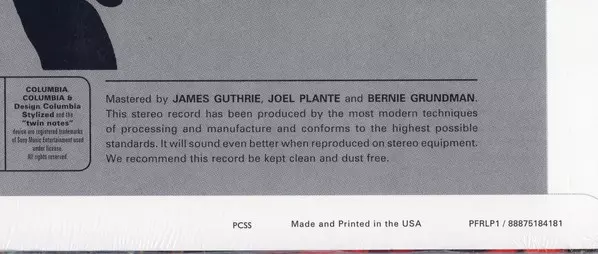 COLUMBIA,
COLUMBIA &
Design Columbia
Stylized and the
"twin notes"
device are registered trademarks
of Sony Music Entertainment used
under license.
All rights reserved
Mastered by JAMES GUTHRIE, JOEL PLANTE and BERNIE GRUNDMAN.
This stereo record has been produced by the most modern techniques
of processing and manufacture and conforms to the highest possible
standards. It will sound even better when reproduced on stereo equipment.
We recommend this record be kept clean and dust free.
PCSS
Made and Printed in the USA
PFRLP1 / 88875184181